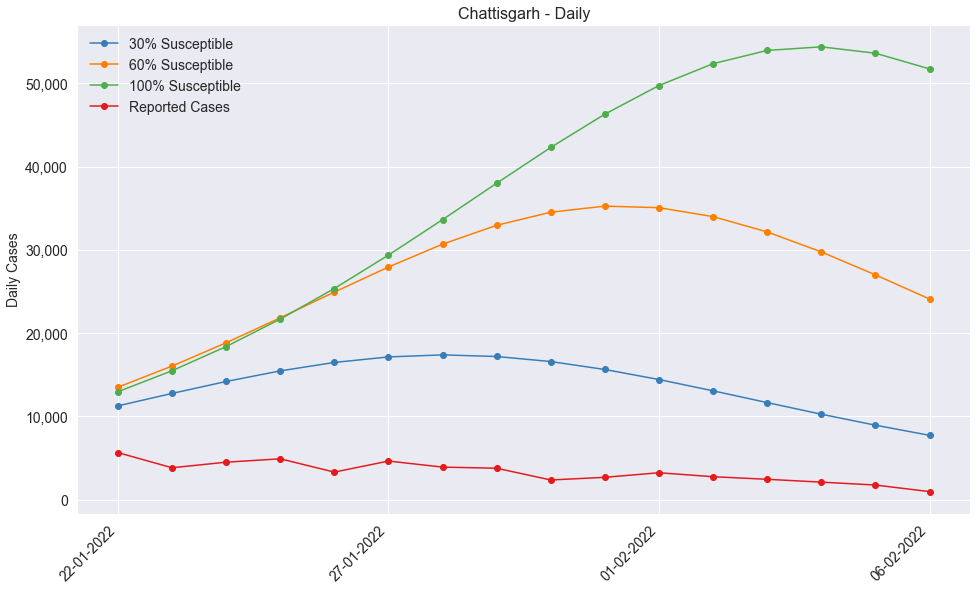 Chattisgarh - Daily
30% Susceptible
60% Susceptible
100% Susceptible
Reported Cases
Daily Cases
50,000
40,000
30,000
20,000
10,000
0
22-01-2022
27-01-2022
01-02-2022
06-02-2022